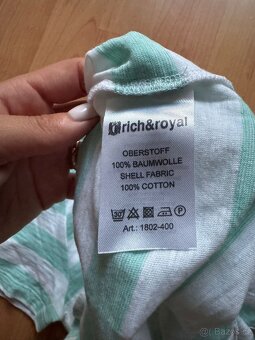 rich&royal
OBERSTOFF
100% BAUMWOLLE
SHELL FABRIC
100% COTTON
Art.: 1802-400